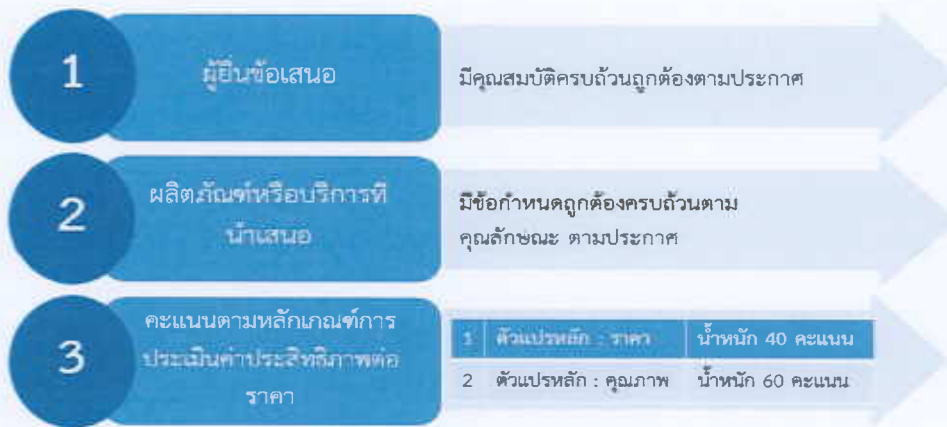 1
ผู้ยื่นข้อเสนอ
มีคุณสมบัติครบถ้วนถูกต้องตามประกาศ
2
ผลิตภัณฑ์หรือบริการที่
นำเสนอ
มีข้อกำหนดถูกต้องครบถ้วนตาม
คุณลักษณะ ตามประกาศ
3
คะแนนตามหลักเกณฑ์การ
ประเมินค่าประสิทธิภาพต่อ
ราคา
1 ตัวแปรหลัก : ราคา น้ำหนัก 40 คะแนน
2 ตัวแปรหลัก : คุณภาพ น้ำหนัก 60 คะแนน